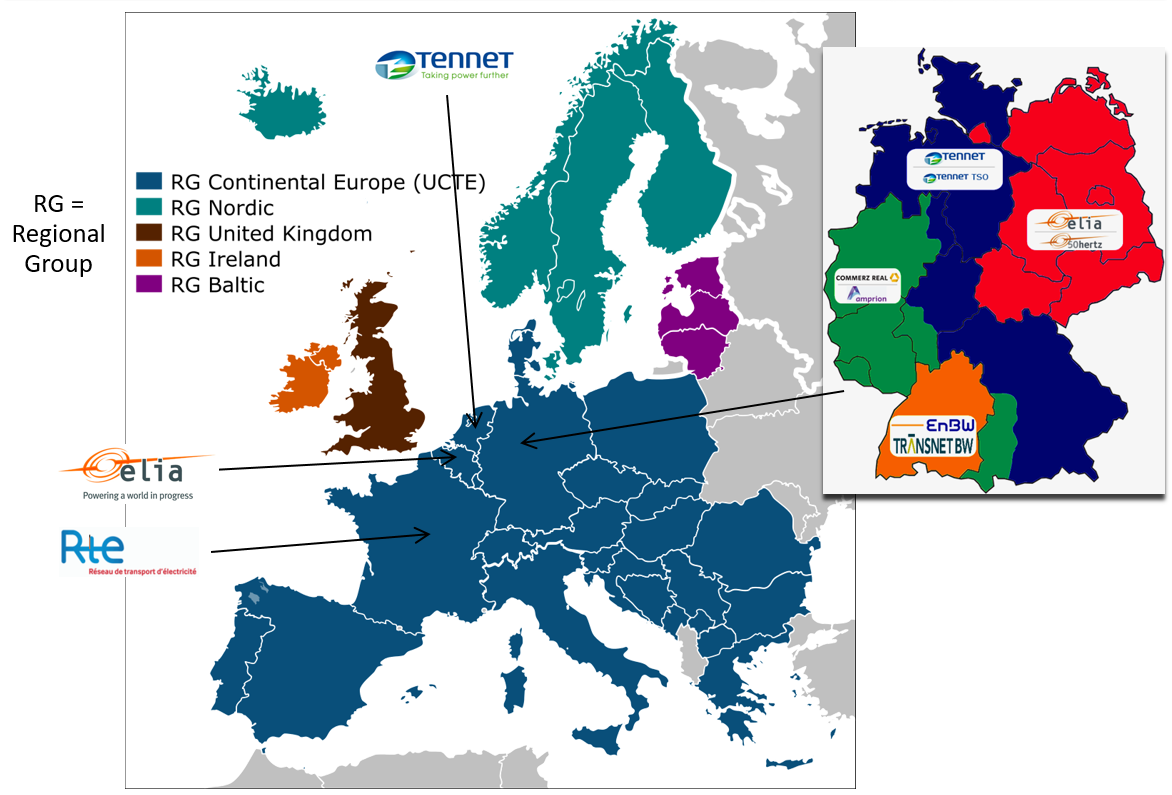 TENNET
Taking power further
RG =
Regional
Group
RG Continental Europe (UCTE)
RG Nordic
RG United Kingdom
RG Ireland
RG Baltic
elia
Powering a world in progress
Rte
Réseau de transport d'électricité
TENNET
TENNET TSO
elia
50hertz
COMMERZ REAL
Amprion
EnBW
TRANSNET BW